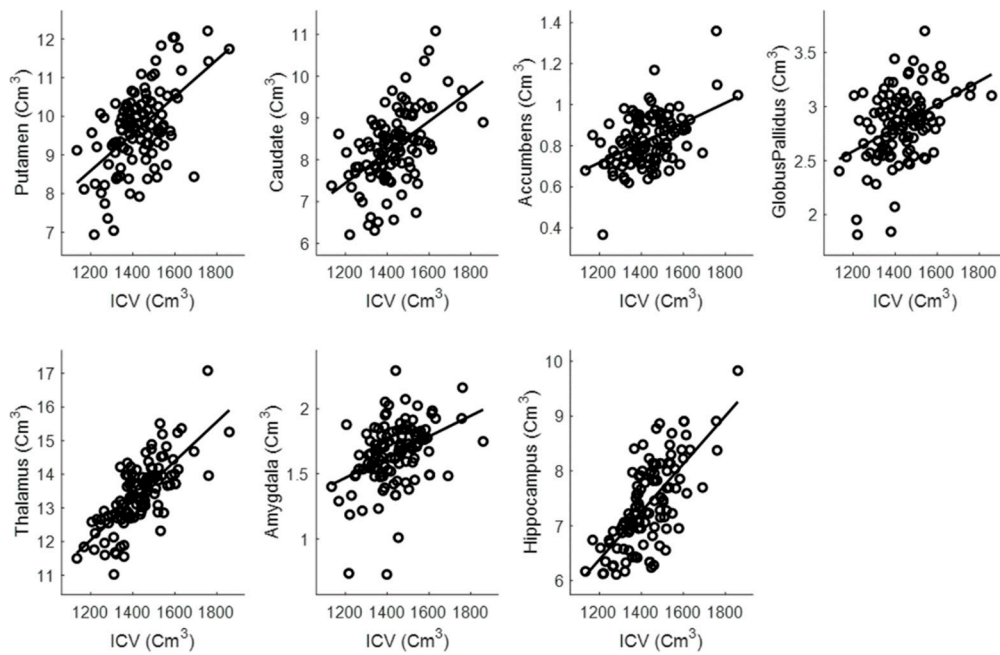 Putamen (Cm³)
12
11
10
9
8
7
1200 1400 1600 1800
ICV (Cm³)
Caudate (Cm³)
11
10
9
8
7
6
1200 1400 1600 1800
ICV (Cm³)
Accumbens (Cm³)
1.4
1.2
1
0.8
0.6
0.4
1200 1400 1600 1800
ICV (Cm³)
GlobusPallidus (Cm³)
3.5
3
2.5
2
1200 1400 1600 1800
ICV (Cm³)
Thalamus (Cm³)
17
16
15
14
13
12
11
1200 1400 1600 1800
ICV (Cm³)
Amygdala (Cm³)
2
1.5
1
1200 1400 1600 1800
ICV (Cm³)
Hippocampus (Cm³)
10
9
8
7
6
1200 1400 1600 1800
ICV (Cm³)